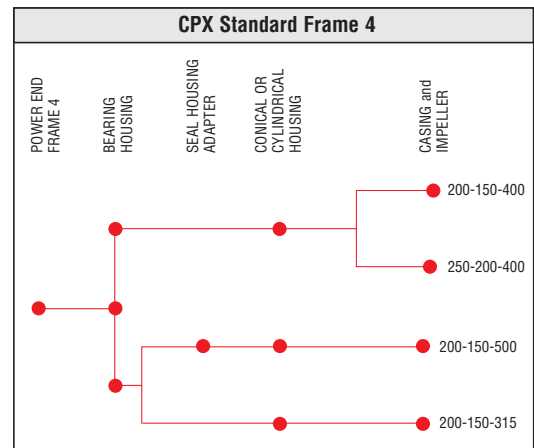 CPX Standard Frame 4
POWER END
FRAME 4
BEARING
HOUSING
SEAL HOUSING
ADAPTER
CONICAL OR
CYLINDRICAL
HOUSING
CASING and
IMPELLER
200-150-400
250-200-400
200-150-500
200-150-315